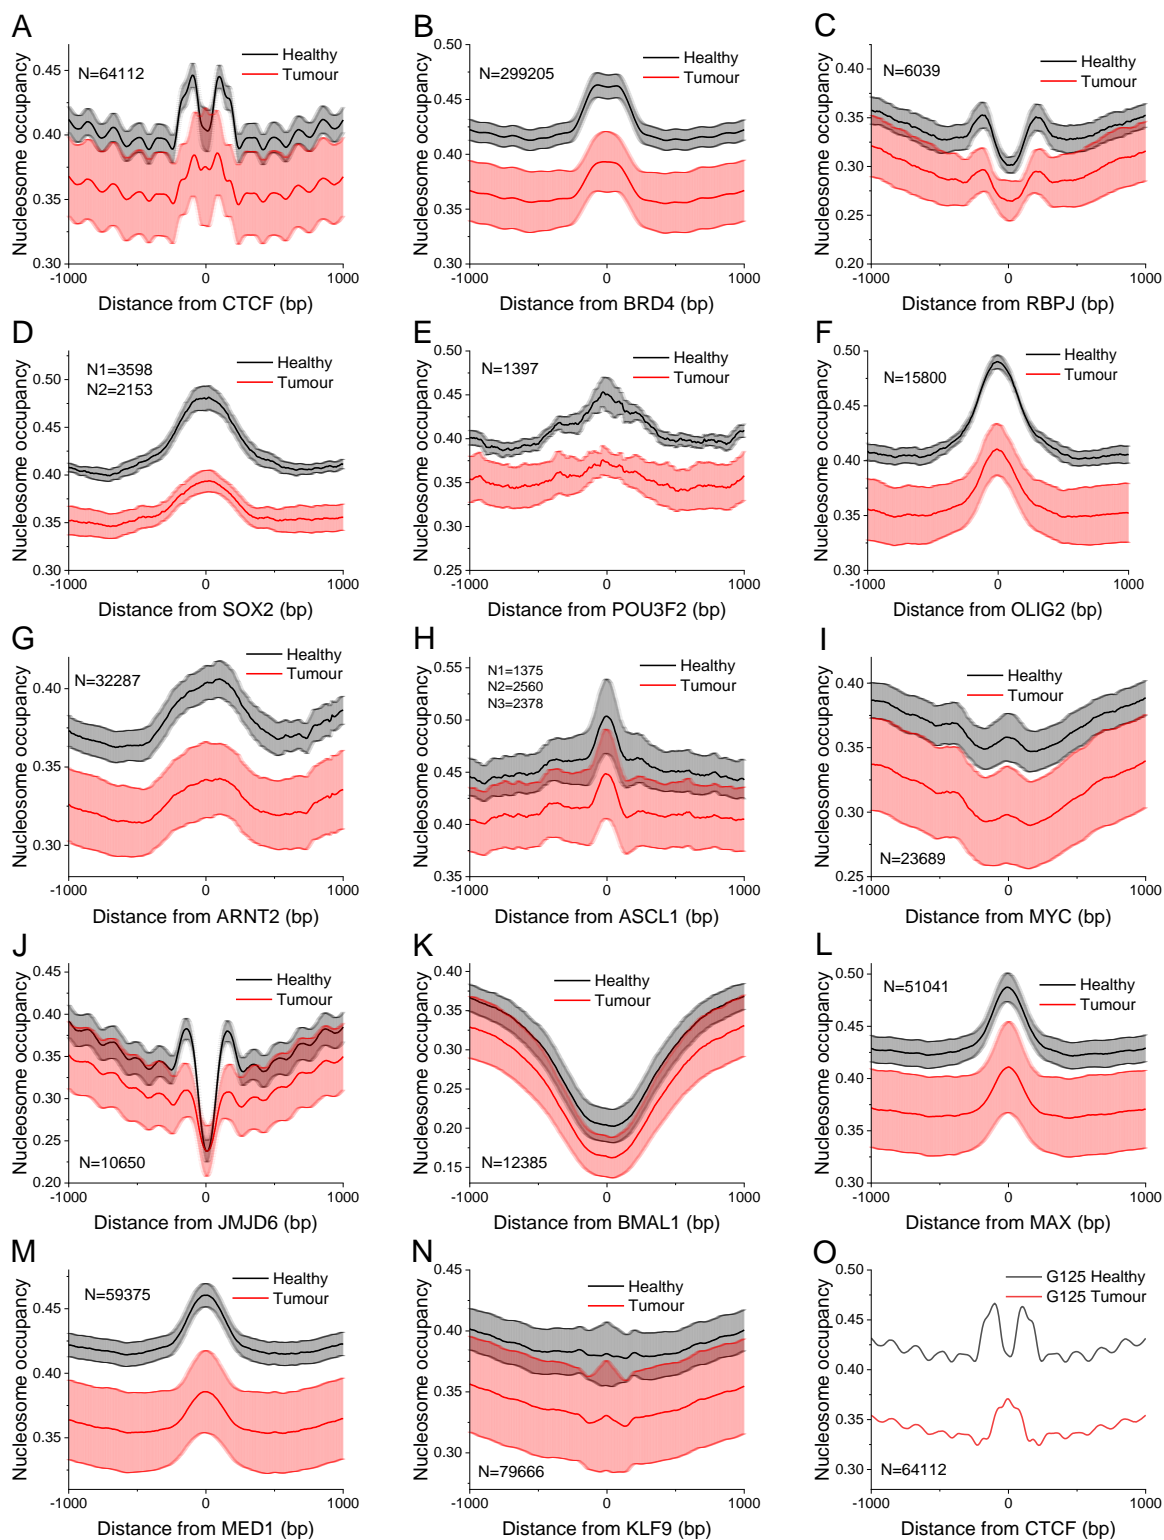 A
Nucleosome occupancy
0.45
0.40
0.35
0.30
N=64112
Healthy
Tumour
-1000
0
1000
Distance from CTCF (bp)
B
Nucleosome occupancy
0.50
0.45
0.40
0.35
0.30
N=299205
Healthy
Tumour
-1000
0
1000
Distance from BRD4 (bp)
C
Nucleosome occupancy
0.40
0.35
0.30
0.25
0.20
N=6039
Healthy
Tumour
-1000
0
1000
Distance from RBPJ (bp)
D
Nucleosome occupancy
0.50
0.45
0.40
0.35
0.30
N1=3598
N2=2153
Healthy
Tumour
-1000
0
1000
Distance from SOX2 (bp)
E
Nucleosome occupancy
0.50
0.45
0.40
0.35
0.30
0.25
N=1397
Healthy
Tumour
-1000
0
1000
Distance from POU3F2 (bp)
F
Nucleosome occupancy
0.50
0.45
0.40
0.35
0.30
N=15800
Healthy
Tumour
-1000
0
1000
Distance from OLIG2 (bp)
G
Nucleosome occupancy
0.40
0.35
0.30
N=32287
Healthy
Tumour
-1000
0
1000
Distance from ARNT2 (bp)
H
Nucleosome occupancy
0.55
0.50
0.45
0.40
0.35
N1=1375
N2=2560
N3=2378
Healthy
Tumour
-1000
0
1000
Distance from ASCL1 (bp)
I
Nucleosome occupancy
0.40
0.35
0.30
0.25
Healthy
Tumour
N=23689
-1000
0
1000
Distance from MYC (bp)
J
Nucleosome occupancy
0.45
0.40
0.35
0.30
0.25
0.20
Healthy
Tumour
N=10650
-1000
0
1000
Distance from JMJD6 (bp)
K
Nucleosome occupancy
0.40
0.35
0.30
0.25
0.20
0.15
Healthy
Tumour
N=12385
-1000
0
1000
Distance from BMAL1 (bp)
L
Nucleosome occupancy
0.50
0.45
0.40
0.35
0.30
N=51041
Healthy
Tumour
-1000
0
1000
Distance from MAX (bp)
M
Nucleosome occupancy
0.45
0.40
0.35
N=59375
Healthy
Tumour
-1000
0
1000
Distance from MED1 (bp)
N
Nucleosome occupancy
0.45
0.40
0.35
0.30
Healthy
Tumour
N=79666
-1000
0
1000
Distance from KLF9 (bp)
O
Nucleosome occupancy
0.50
0.45
0.40
0.35
0.30
G125 Healthy
G125 Tumour
N=64112
-1000
0
1000
Distance from CTCF (bp)